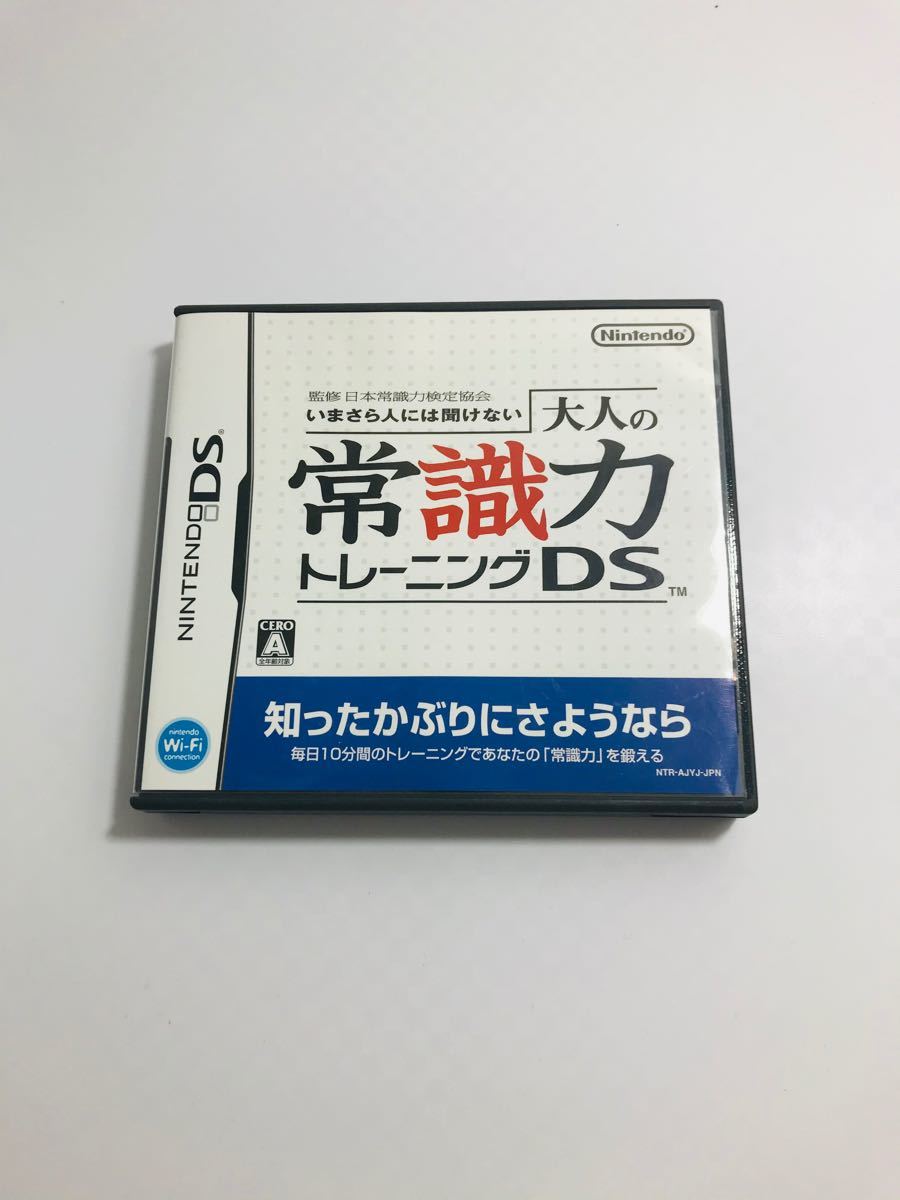 NINTENDO DS®
Nintendo®
監修 日本常識力検定協会
いまさら人には聞けない
大人の
常識力
トレーニングDS™
CERO
A
全年齢対象
知ったかぶりにさようなら
毎日10分間のトレーニングであなたの「常識力」を鍛える
nintendo
Wi-Fi
connection
NTR-AJYJ-JPN